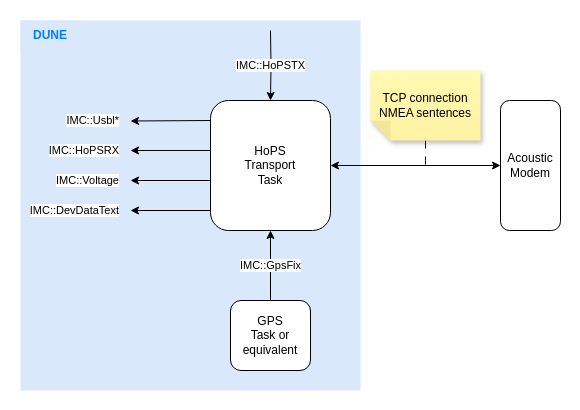 DUNE
IMC::HoPSTX
TCP connection
NMEA sentences
IMC::Usbl*
IMC::HoPSRX
IMC::Voltage
IMC::DevDataText
HoPS
Transport
Task
Acoustic
Modem
IMC::GpsFix
GPS
Task or
equivalent